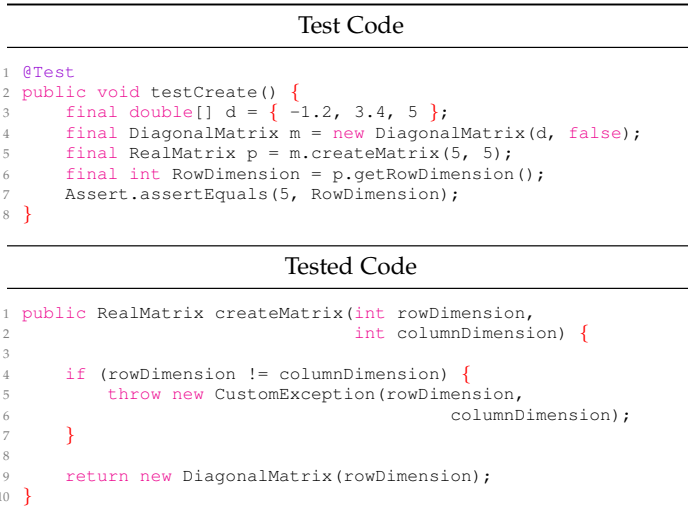 Test Code
1 @Test
2 public void testCreate() {
3     final double[] d = { -1.2, 3.4, 5 };
4     final DiagonalMatrix m = new DiagonalMatrix(d, false);
5     final RealMatrix p = m.createMatrix(5, 5);
6     final int RowDimension = p.getRowDimension();
7     Assert.assertEquals(5, RowDimension);
8 }
Tested Code
1 public RealMatrix createMatrix(int rowDimension,
2                                int columnDimension) {
3
4     if (rowDimension != columnDimension) {
5         throw new CustomException(rowDimension,
6                                         columnDimension);
7     }
8
9     return new DiagonalMatrix(rowDimension);
10 }